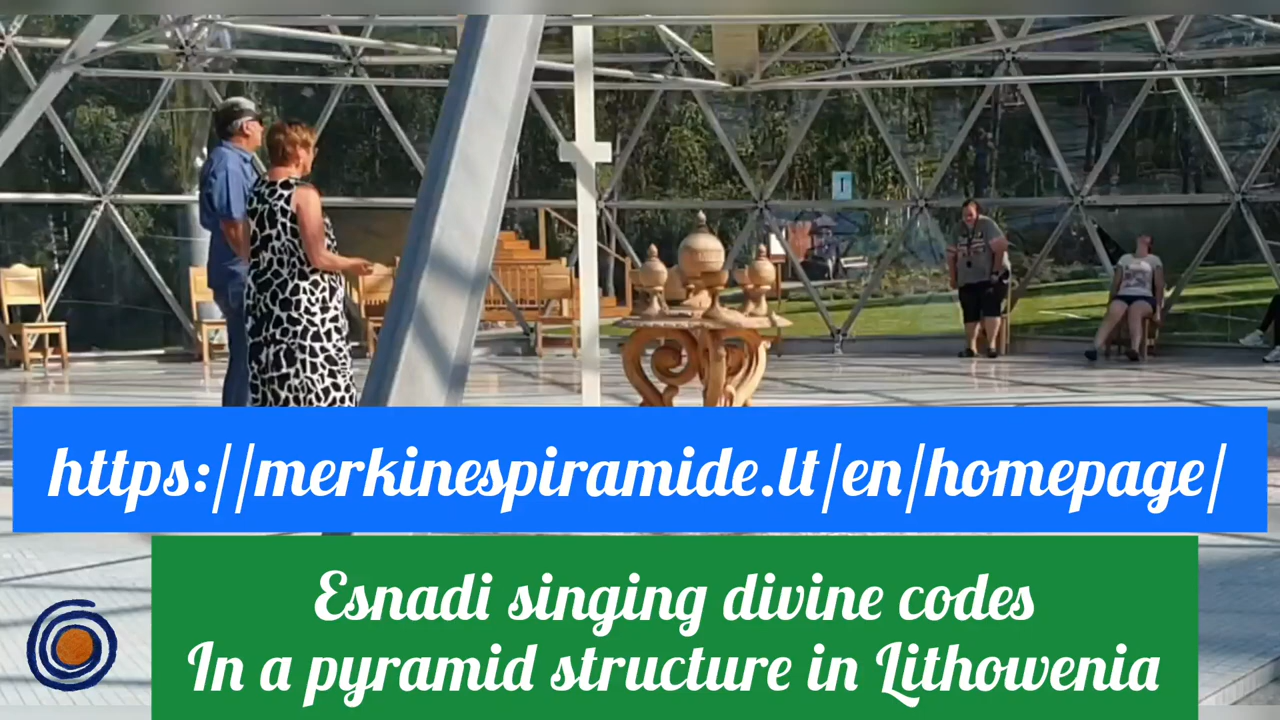 https://merkinespiramide.lt/en/homepage/
Esnadi singing divine codes
In a pyramid structure in Lithowenia